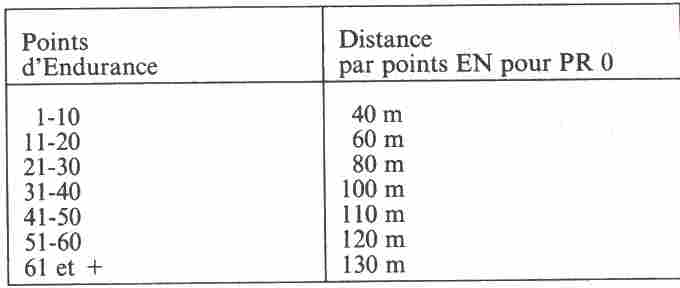 Points
d'Endurance
Distance
par points EN pour PR 0
1-10 40 m
11-20 60 m
21-30 80 m
31-40 100 m
41-50 110 m
51-60 120 m
61 et + 130 m